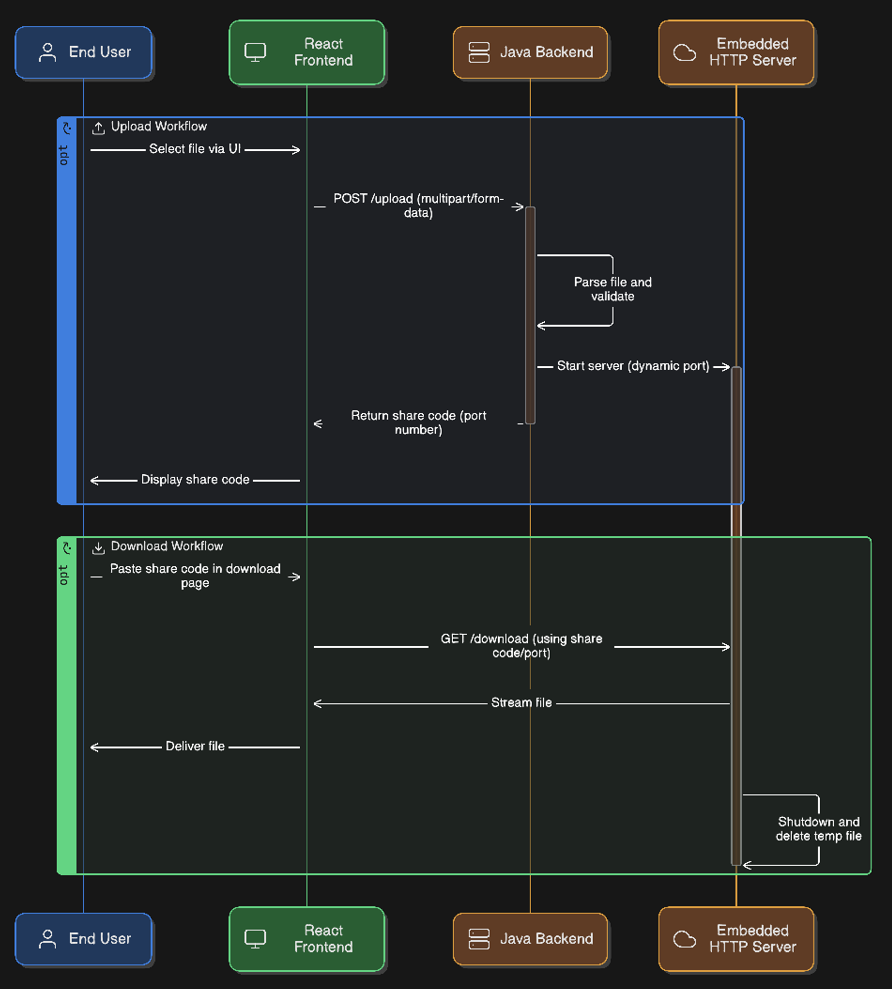 End User
React
Frontend
Java Backend
Embedded
HTTP Server
opt
Upload Workflow
Select file via UI
POST /upload (multipart/form-
data)
Parse file and
validate
Start server (dynamic port)
Return share code (port
number)
Display share code
opt
Download Workflow
Paste share code in download
page
GET /download (using share
code/port)
Stream file
Deliver file
Shutdown and
delete temp file
End User
React
Frontend
Java Backend
Embedded
HTTP Server